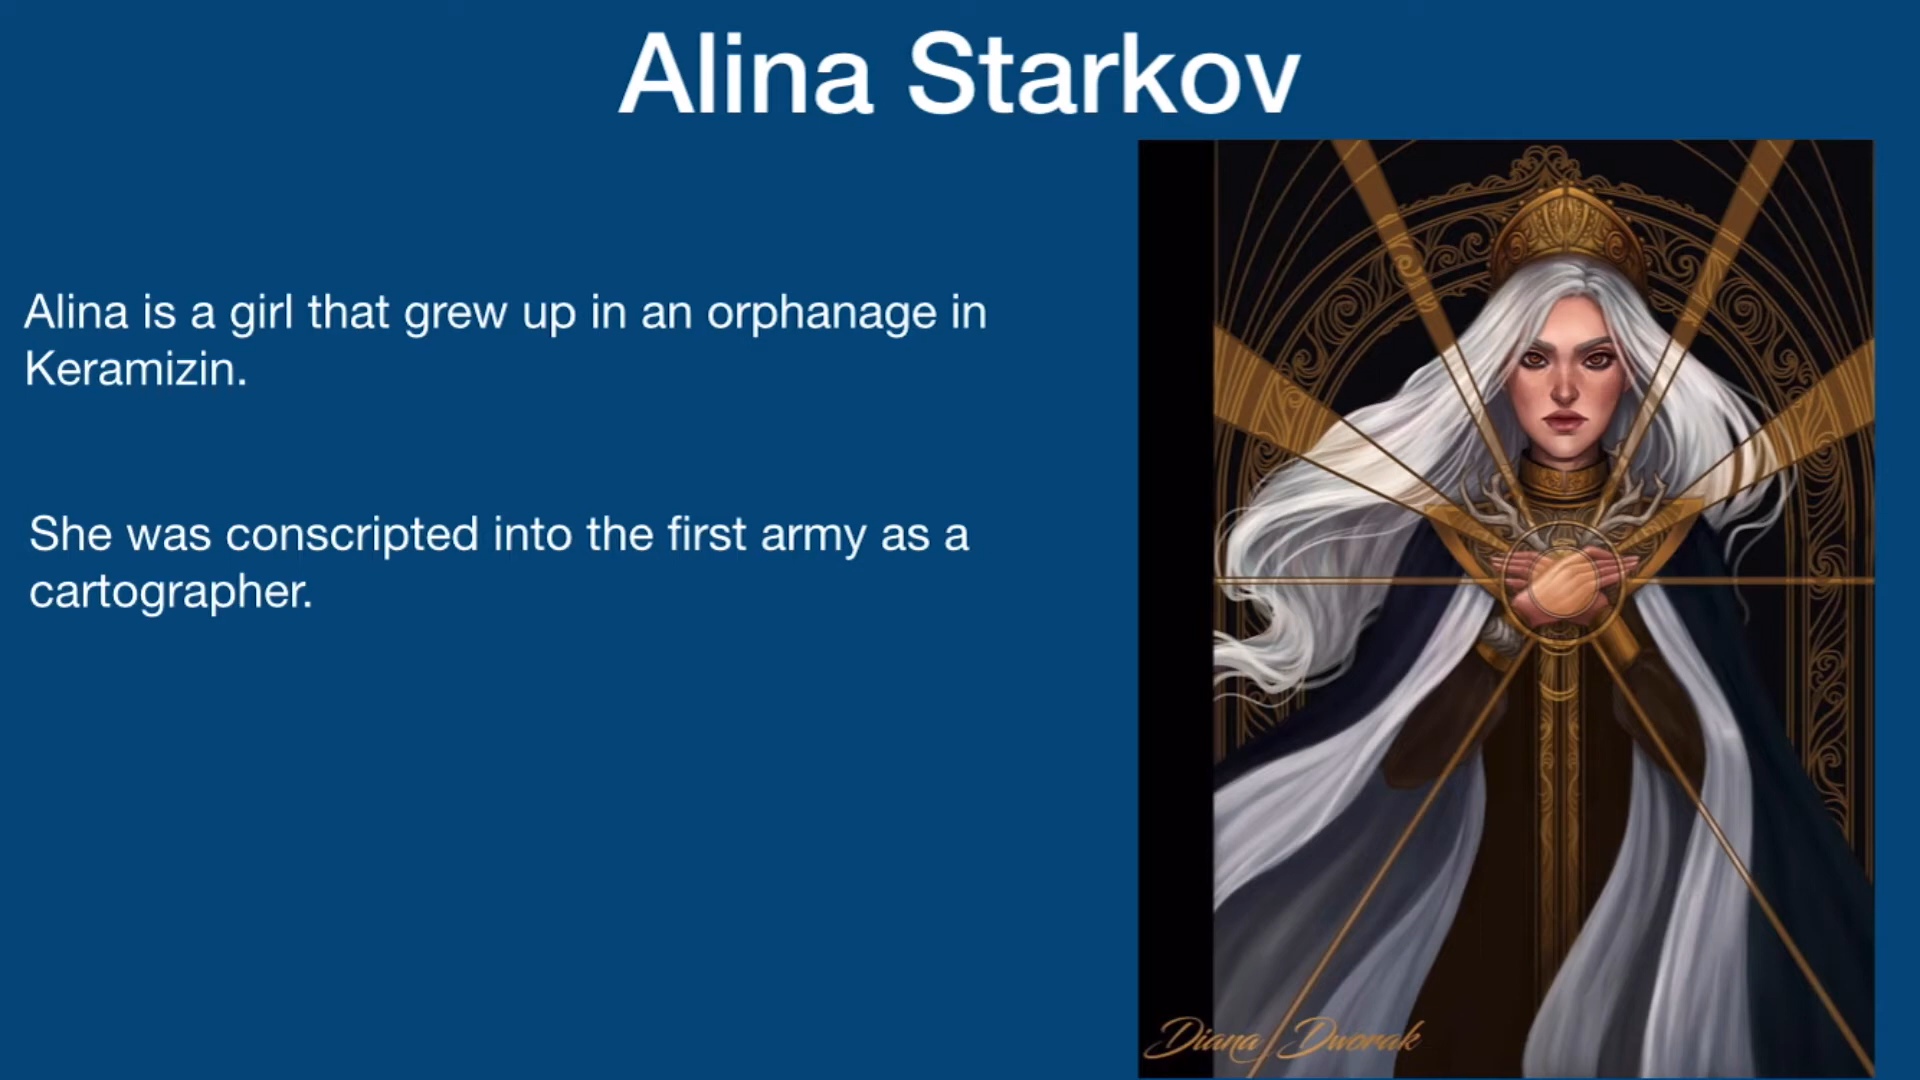 Alina Starkov
Alina is a girl that grew up in an orphanage in
Keramizin.
She was conscripted into the first army as a
cartographer.
Diana Dworak